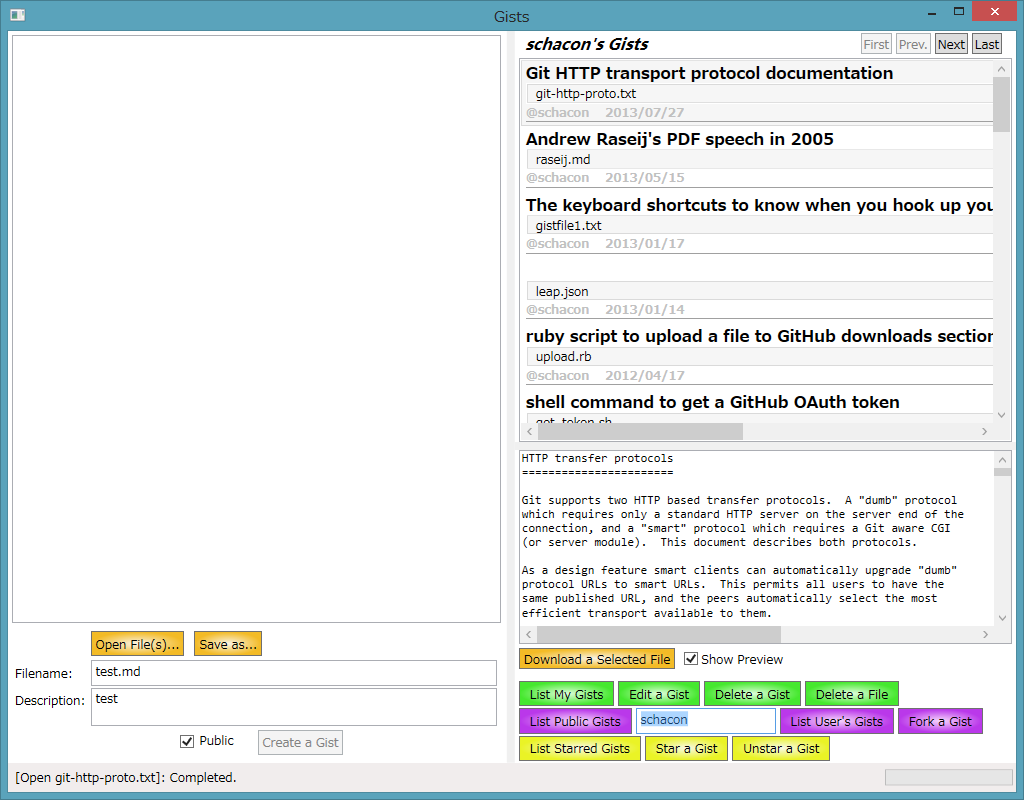 Gists
schacon's Gists
First Prev. Next Last
Git HTTP transport protocol documentation
git-http-proto.txt
@schacon 2013/07/27
Andrew Raseij's PDF speech in 2005
raseij.md
@schacon 2013/05/15
The keyboard shortcuts to know when you hook up you
gistfile1.txt
@schacon 2013/01/17
leap.json
@schacon 2013/01/14
ruby script to upload a file to GitHub downloads section
upload.rb
@schacon 2012/04/17
shell command to get a GitHub OAuth token
get_token.sh
HTTP transfer protocols
=======================
Git supports two HTTP based transfer protocols.  A "dumb" protocol
which requires only a standard HTTP server on the server end of the
connection, and a "smart" protocol which requires a Git aware CGI
(or server module).  This document describes both protocols.
As a design feature smart clients can automatically upgrade "dumb"
protocol URLs to smart URLs.  This permits all users to have the
same published URL, and the peers automatically select the most
efficient transport available to them.
Open File(s)... Save as...
Filename: test.md
Description: test
Public Create a Gist
Download a Selected File Show Preview
List My Gists Edit a Gist Delete a Gist Delete a File
List Public Gists schacon List User's Gists Fork a Gist
List Starred Gists Star a Gist Unstar a Gist
[Open git-http-proto.txt]: Completed.